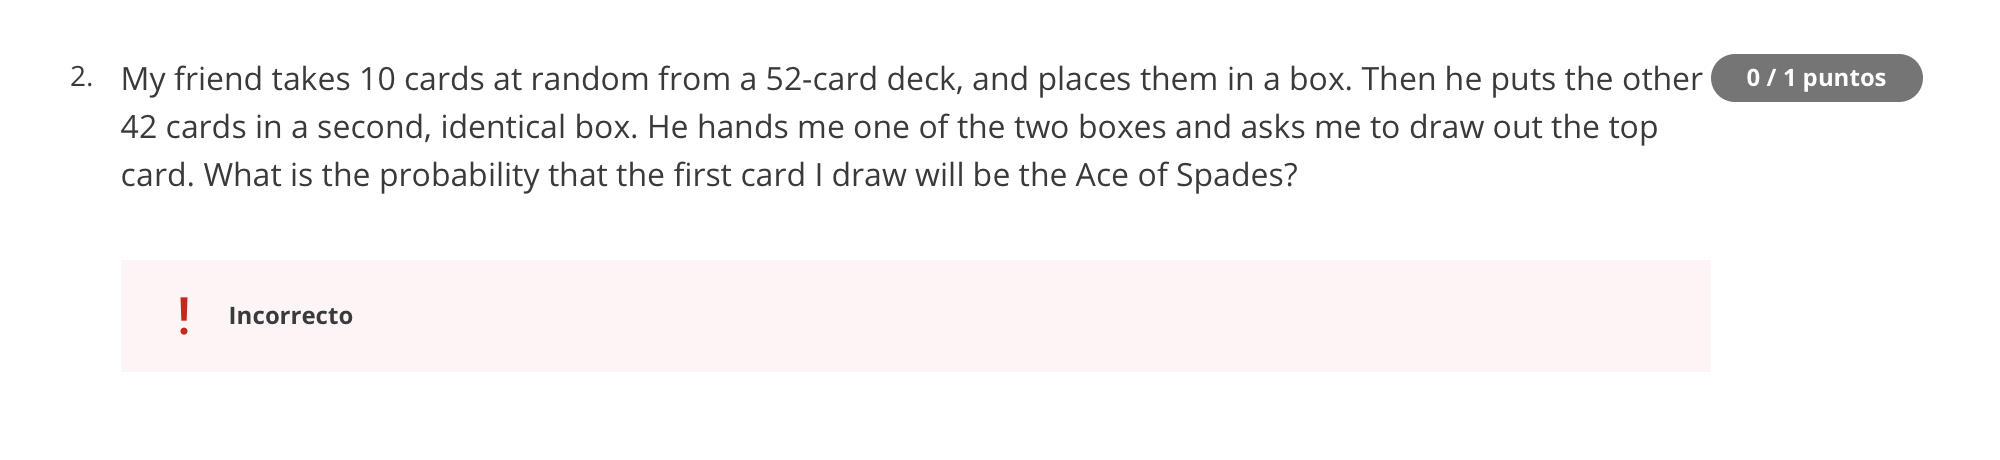 2. My friend takes 10 cards at random from a 52-card deck, and places them in a box. Then he puts the other 0 / 1 puntos
42 cards in a second, identical box. He hands me one of the two boxes and asks me to draw out the top
card. What is the probability that the first card I draw will be the Ace of Spades?
! Incorrecto